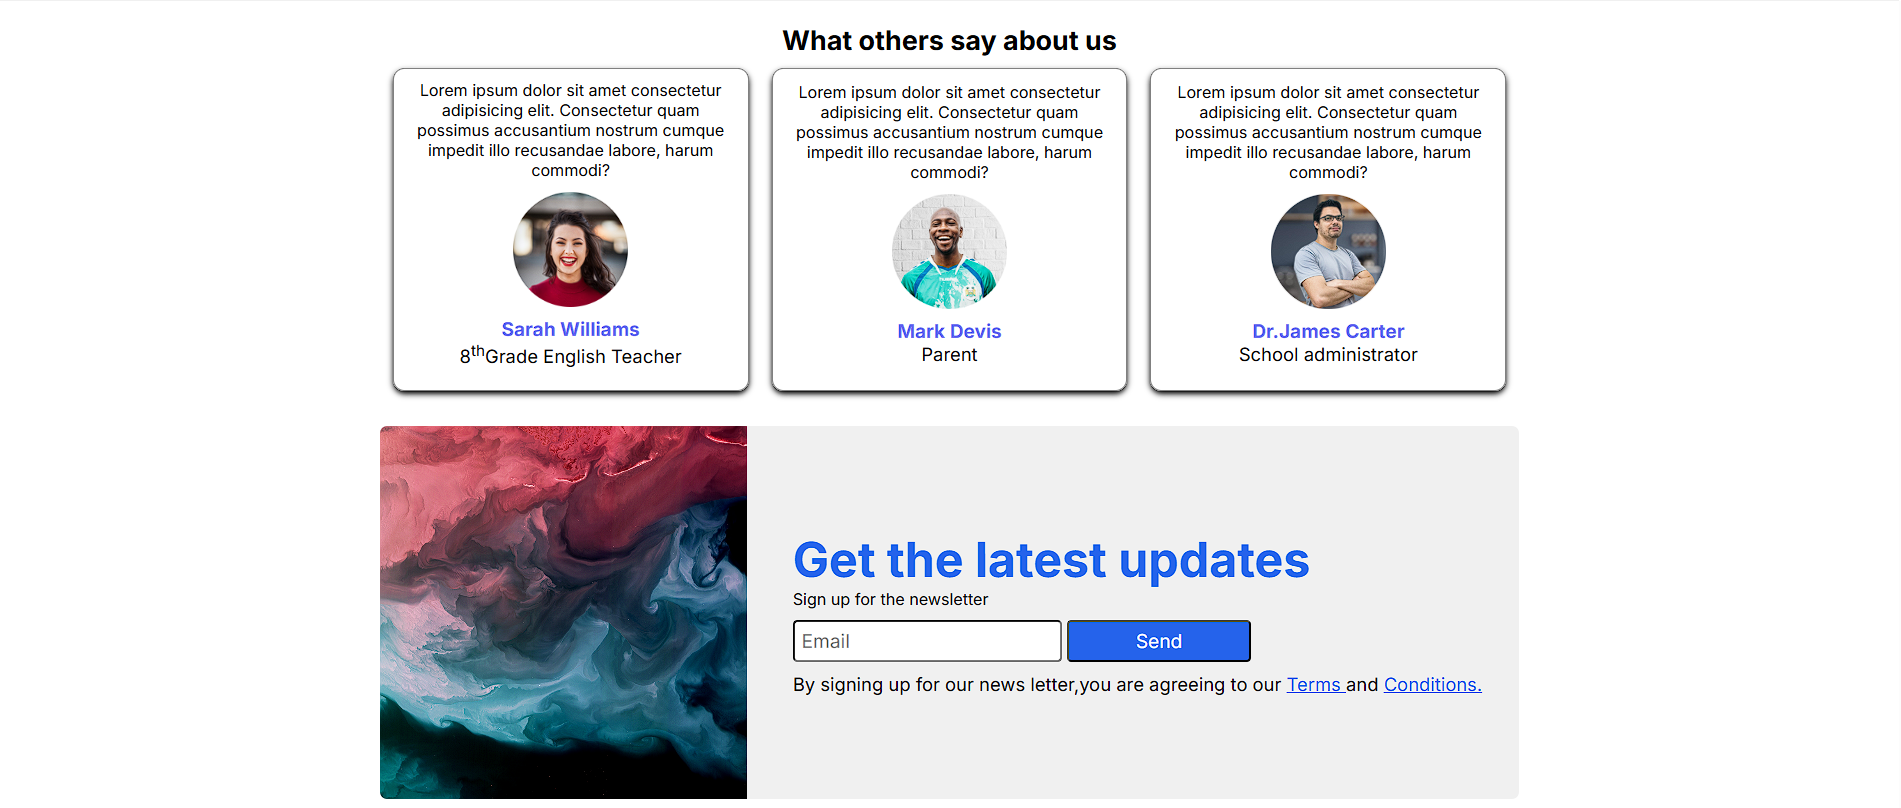 What others say about us
Lorem ipsum dolor sit amet consectetur
adipisicing elit. Consectetur quam
possimus accusantium nostrum cumque
impedit illo recusandae labore, harum
commodi?
Sarah Williams
8thGrade English Teacher
Lorem ipsum dolor sit amet consectetur
adipisicing elit. Consectetur quam
possimus accusantium nostrum cumque
impedit illo recusandae labore, harum
commodi?
Mark Devis
Parent
Lorem ipsum dolor sit amet consectetur
adipisicing elit. Consectetur quam
possimus accusantium nostrum cumque
impedit illo recusandae labore, harum
commodi?
Dr.James Carter
School administrator
Get the latest updates
Sign up for the newsletter
Email
Send
By signing up for our news letter,you are agreeing to our Terms and Conditions.